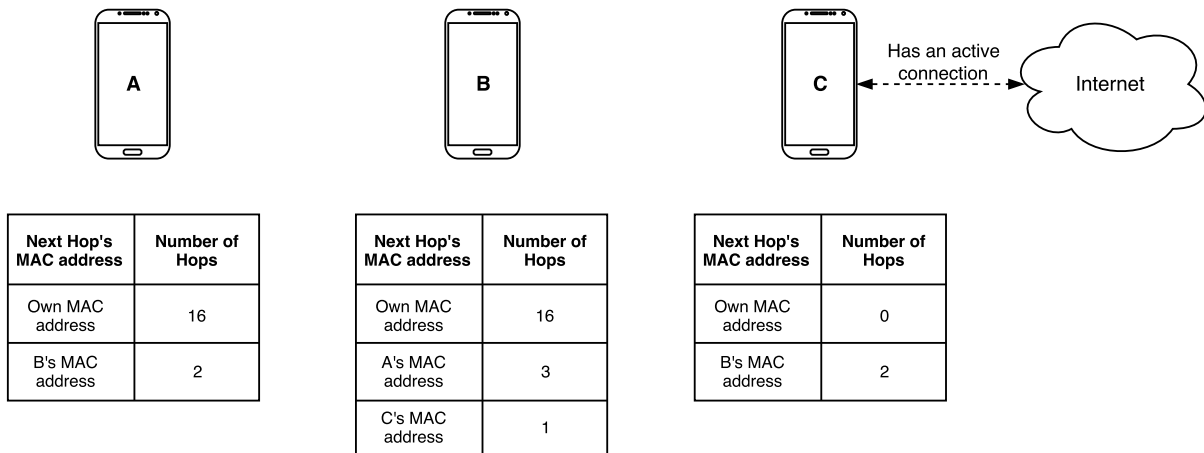 A
B
C
Has an active
connection
Internet
Next Hop's
MAC address
Number of
Hops
Own MAC
address
16
B's MAC
address
2
Next Hop's
MAC address
Number of
Hops
Own MAC
address
16
A's MAC
address
3
C's MAC
address
1
Next Hop's
MAC address
Number of
Hops
Own MAC
address
0
B's MAC
address
2